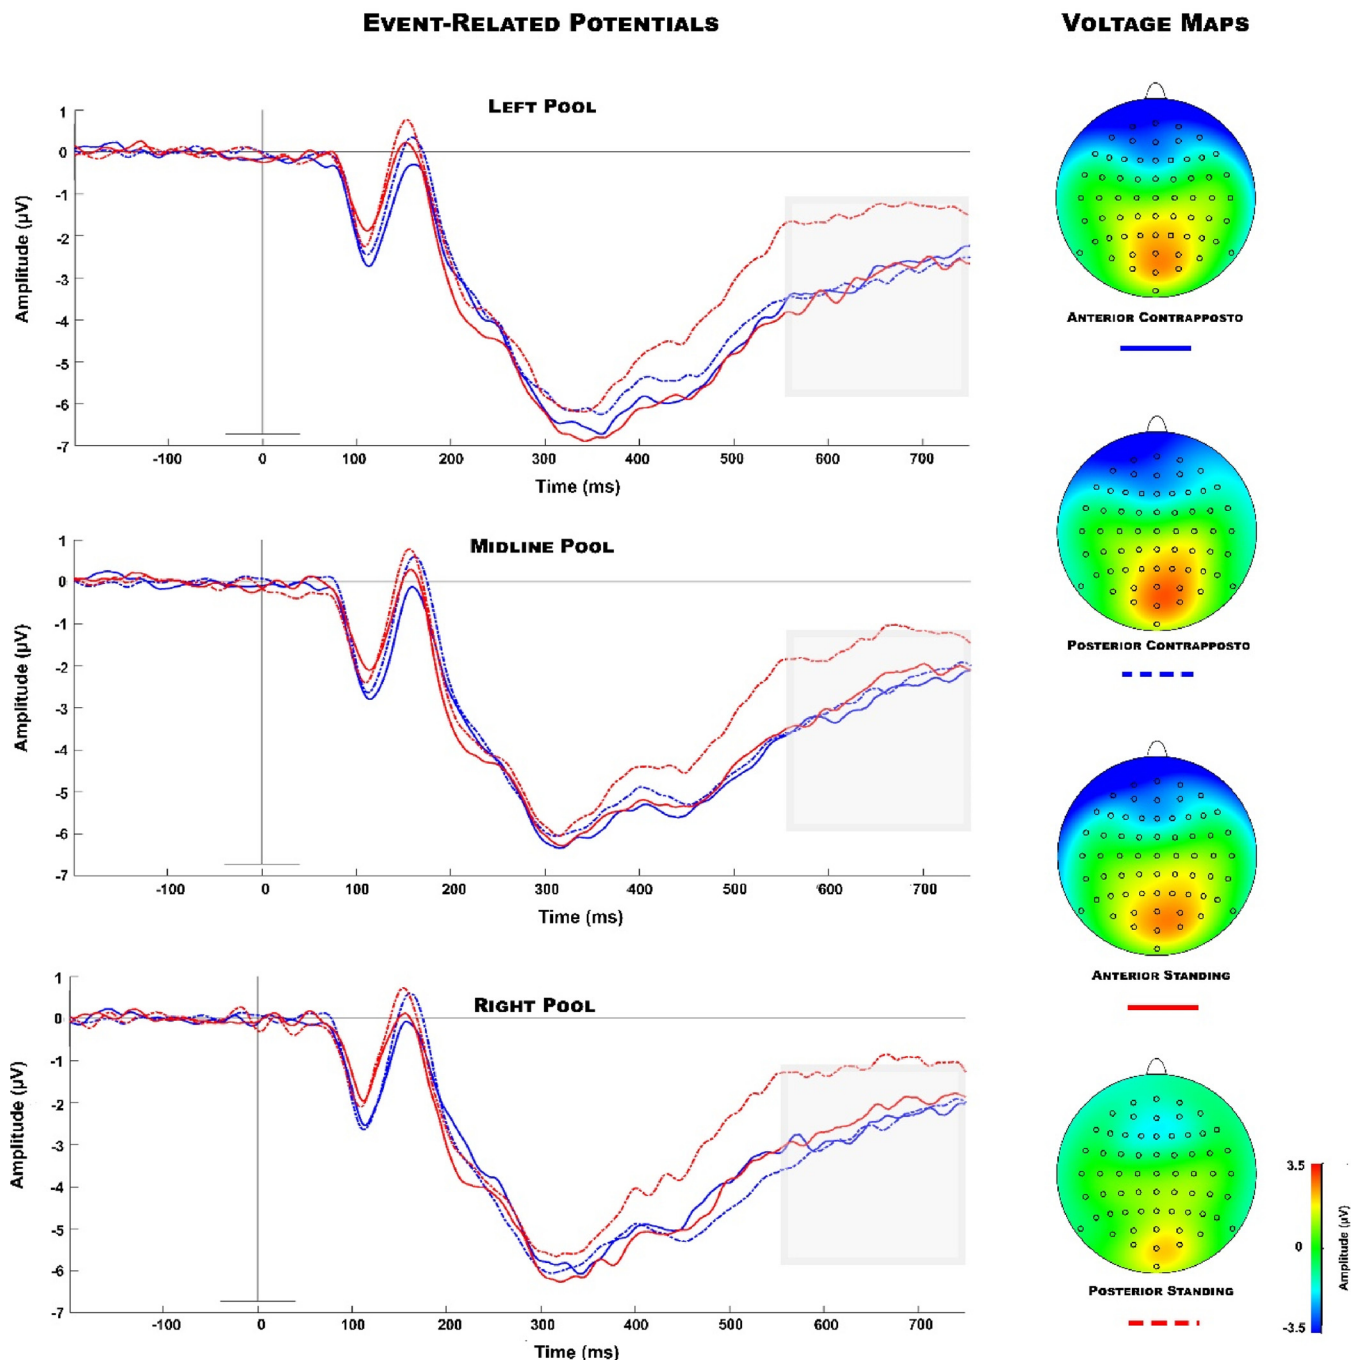 EVENT-RELATED POTENTIALS
VOLTAGE MAPS
LEFT POOL
1
0
-1
-2
-3
-4
-5
-6
-7
Amplitude (µV)
-100 0 100 200 300 400 500 600 700
Time (ms)
MIDLINE POOL
1
0
-1
-2
-3
-4
-5
-6
-7
Amplitude (µV)
-100 0 100 200 300 400 500 600 700
Time (ms)
RIGHT POOL
1
0
-1
-2
-3
-4
-5
-6
-7
Amplitude (µV)
-100 0 100 200 300 400 500 600 700
Time (ms)
ANTERIOR CONTRAPPOSTO
POSTERIOR CONTRAPPOSTO
ANTERIOR STANDING
POSTERIOR STANDING
3.5
0
-3.5
Amplitude (µV)